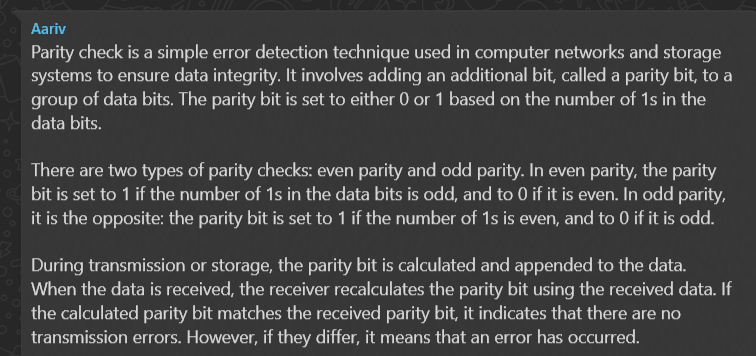 Aariv
Parity check is a simple error detection technique used in computer networks and storage
systems to ensure data integrity. It involves adding an additional bit, called a parity bit, to a
group of data bits. The parity bit is set to either 0 or 1 based on the number of 1s in the
data bits.
There are two types of parity checks: even parity and odd parity. In even parity, the parity
bit is set to 1 if the number of 1s in the data bits is odd, and to 0 if it is even. In odd parity,
it is the opposite: the parity bit is set to 1 if the number of 1s is even, and to 0 if it is odd.
During transmission or storage, the parity bit is calculated and appended to the data.
When the data is received, the receiver recalculates the parity bit using the received data. If
the calculated parity bit matches the received parity bit, it indicates that there are no
transmission errors. However, if they differ, it means that an error has occurred.